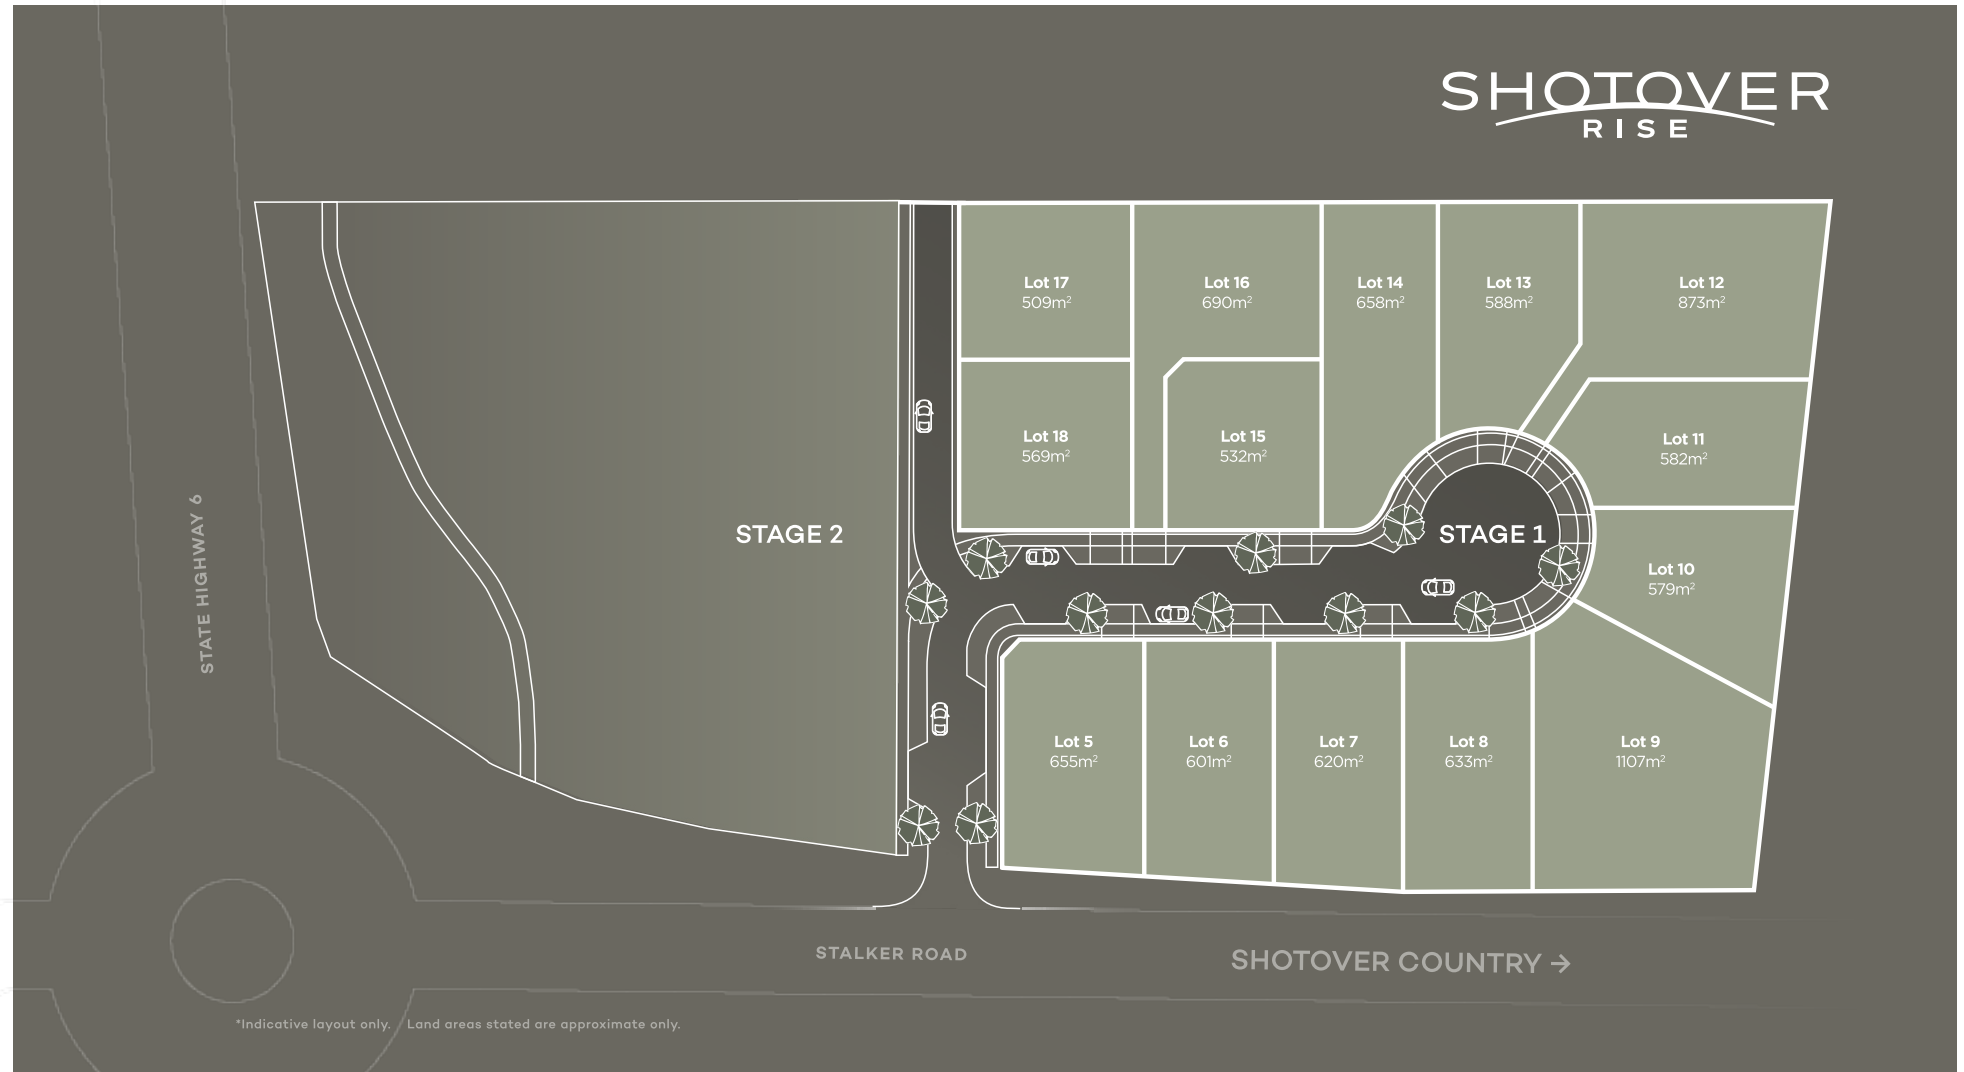 SHOTOVER
RISE
Lot 17
509m²
Lot 16
690m²
Lot 14
658m²
Lot 13
588m²
Lot 12
873m²
Lot 18
569m²
Lot 15
532m²
Lot 11
582m²
STAGE 2
STAGE 1
Lot 10
579m²
STATE HIGHWAY 6
Lot 5
655m²
Lot 6
601m²
Lot 7
620m²
Lot 8
633m²
Lot 9
1107m²
STALKER ROAD
SHOTOVER COUNTRY →
*Indicative layout only. Land areas stated are approximate only.